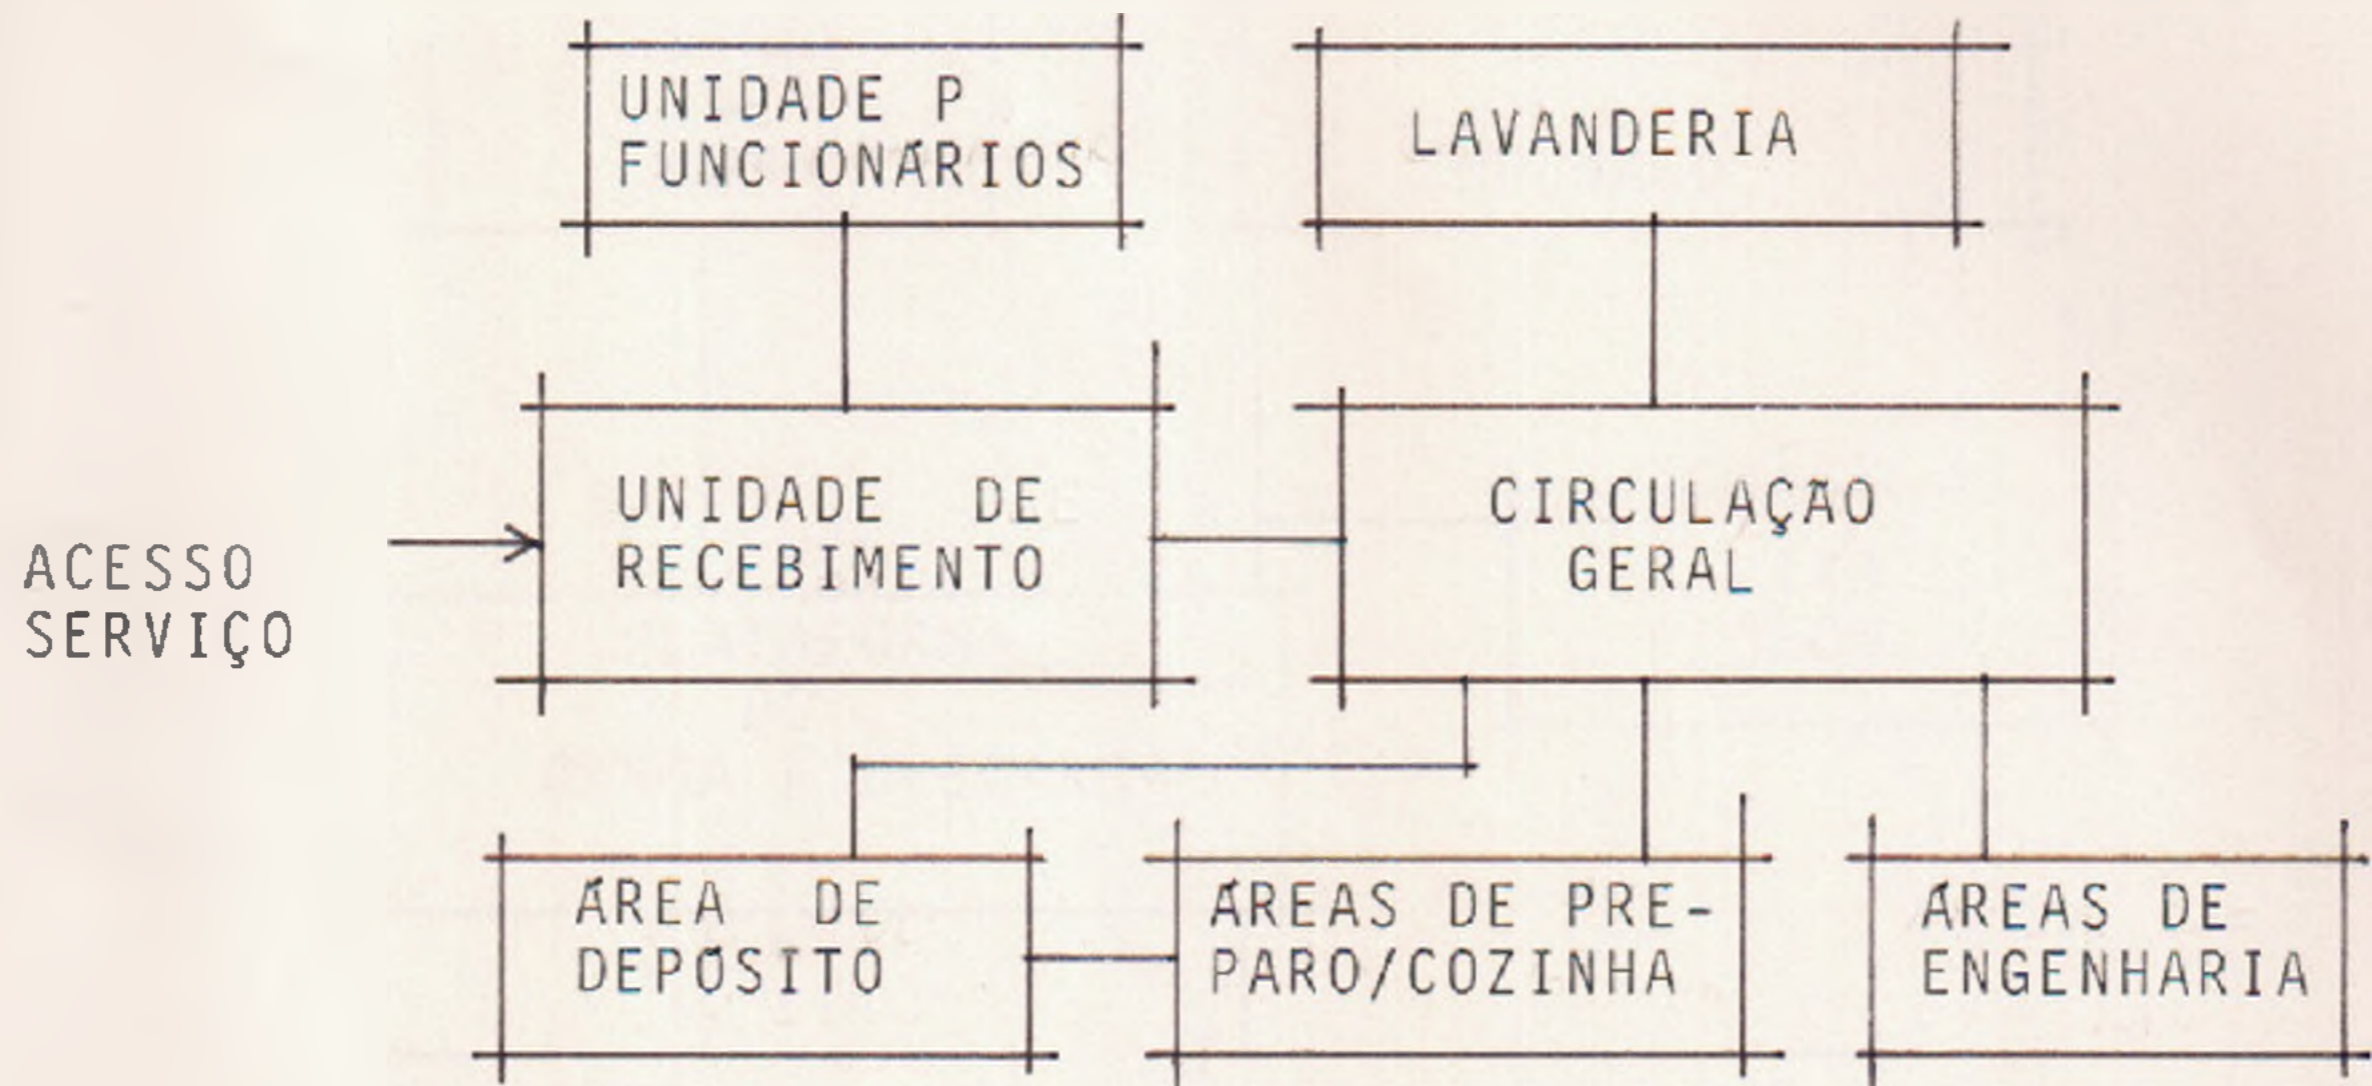 UNIDADE P
FUNCIONÁRIOS
LAVANDERIA
ACESSO
SERVIÇO
UNIDADE DE
RECEBIMENTO
CIRCULAÇÃO
GERAL
ÁREA DE
DEPÓSITO
ÁREAS DE PRE-
PARO/COZINHA
ÁREAS DE
ENGENHARIA